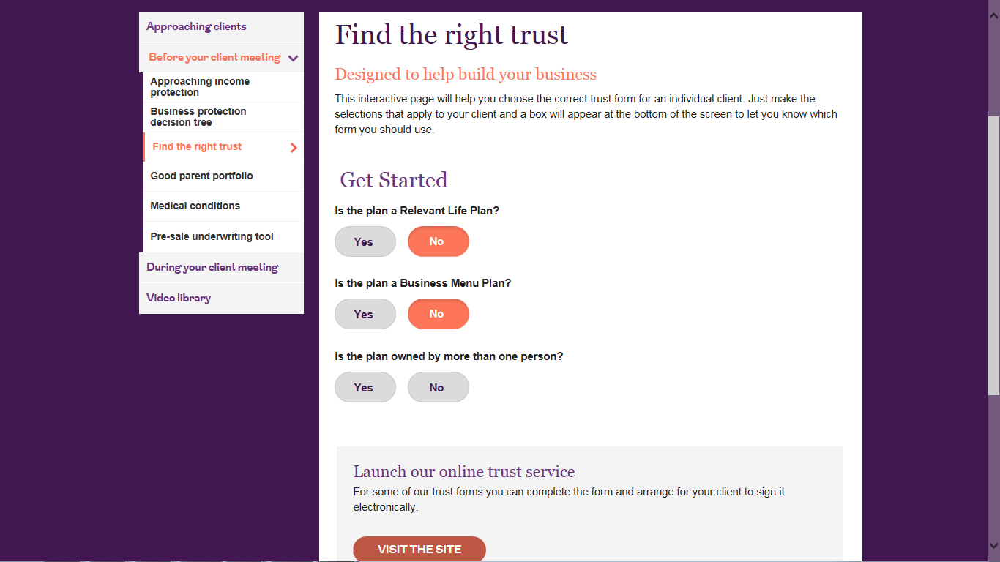 Approaching clients
Before your client meeting
Approaching income
protection
Business protection
decision tree
Find the right trust
Good parent portfolio
Medical conditions
Pre-sale underwriting tool
During your client meeting
Video library
Find the right trust
Designed to help build your business
This interactive page will help you choose the correct trust form for an individual client. Just make the
selections that apply to your client and a box will appear at the bottom of the screen to let you know which
form you should use.
Get Started
Is the plan a Relevant Life Plan?
Yes No
Is the plan a Business Menu Plan?
Yes No
Is the plan owned by more than one person?
Yes No
Launch our online trust service
For some of our trust forms you can complete the form and arrange for your client to sign it
electronically.
VISIT THE SITE